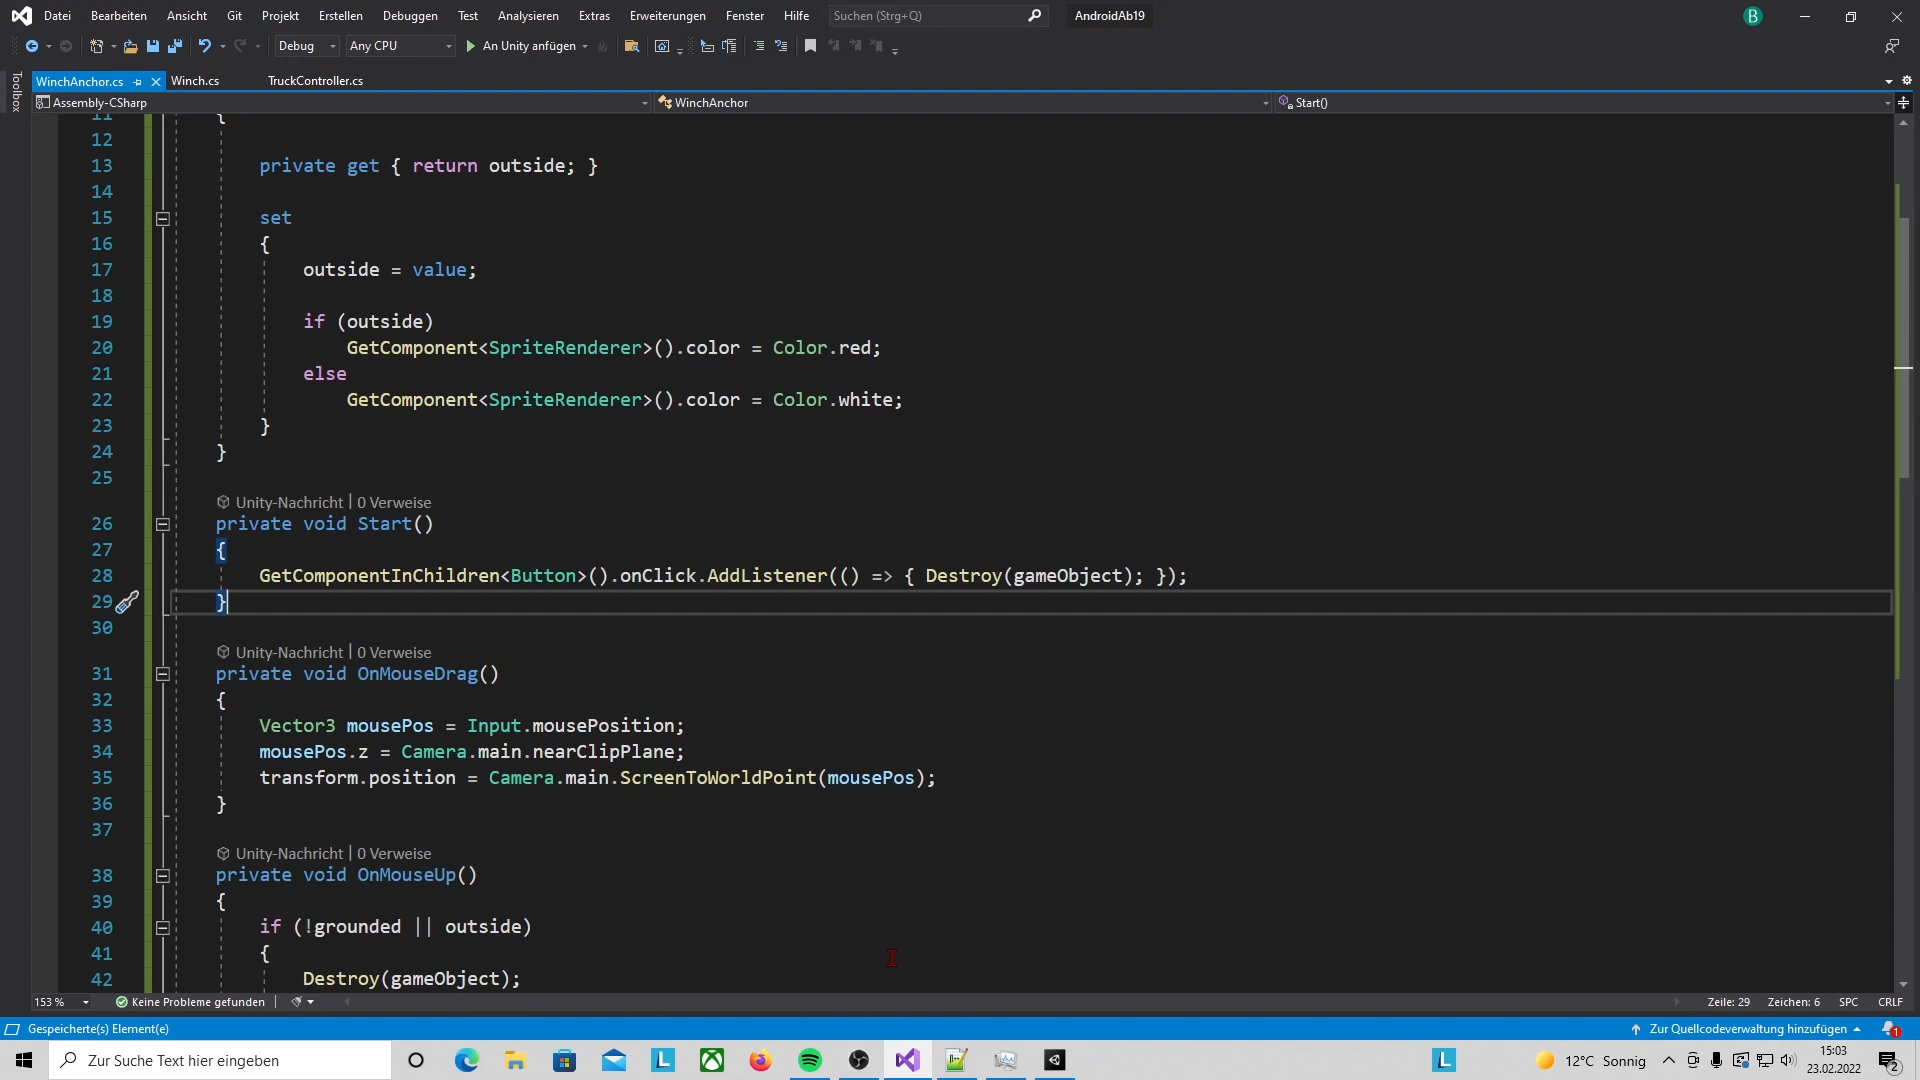 Datei Bearbeiten Ansicht Git Projekt Erstellen Debuggen Test Analysieren Extras Erweiterungen Fenster Hilfe Suchen (Strg+Q) AndroidAb19 B
Debug Any CPU An Unity anfügen
Toolbox
WinchAnchor.cs Winch.cs TruckController.cs
Assembly-CSharp WinchAnchor Start()
11 {
12
13 private get { return outside; }
14
15 set
16 {
17 outside = value;
18
19 if (outside)
20 GetComponent<SpriteRenderer>().color = Color.red;
21 else
22 GetComponent<SpriteRenderer>().color = Color.white;
23 }
24 }
25
Unity-Nachricht | 0 Verweise
26 private void Start()
27 {
28 GetComponentInChildren<Button>().onClick.AddListener(() => { Destroy(gameObject); });
29 }
30
Unity-Nachricht | 0 Verweise
31 private void OnMouseDrag()
32 {
33 Vector3 mousePos = Input.mousePosition;
34 mousePos.z = Camera.main.nearClipPlane;
35 transform.position = Camera.main.ScreenToWorldPoint(mousePos);
36 }
37
Unity-Nachricht | 0 Verweise
38 private void OnMouseUp()
39 {
40 if (!grounded || outside)
41 {
42 Destroy(gameObject);
153 % Keine Probleme gefunden Zeile: 29 Zeichen: 6 SPC CRLF
Gespeicherte(s) Element(e) Zur Quellcodeverwaltung hinzufügen 1
Zur Suche Text hier eingeben L L 12°C Sonnig 15:03
23.02.2022 2